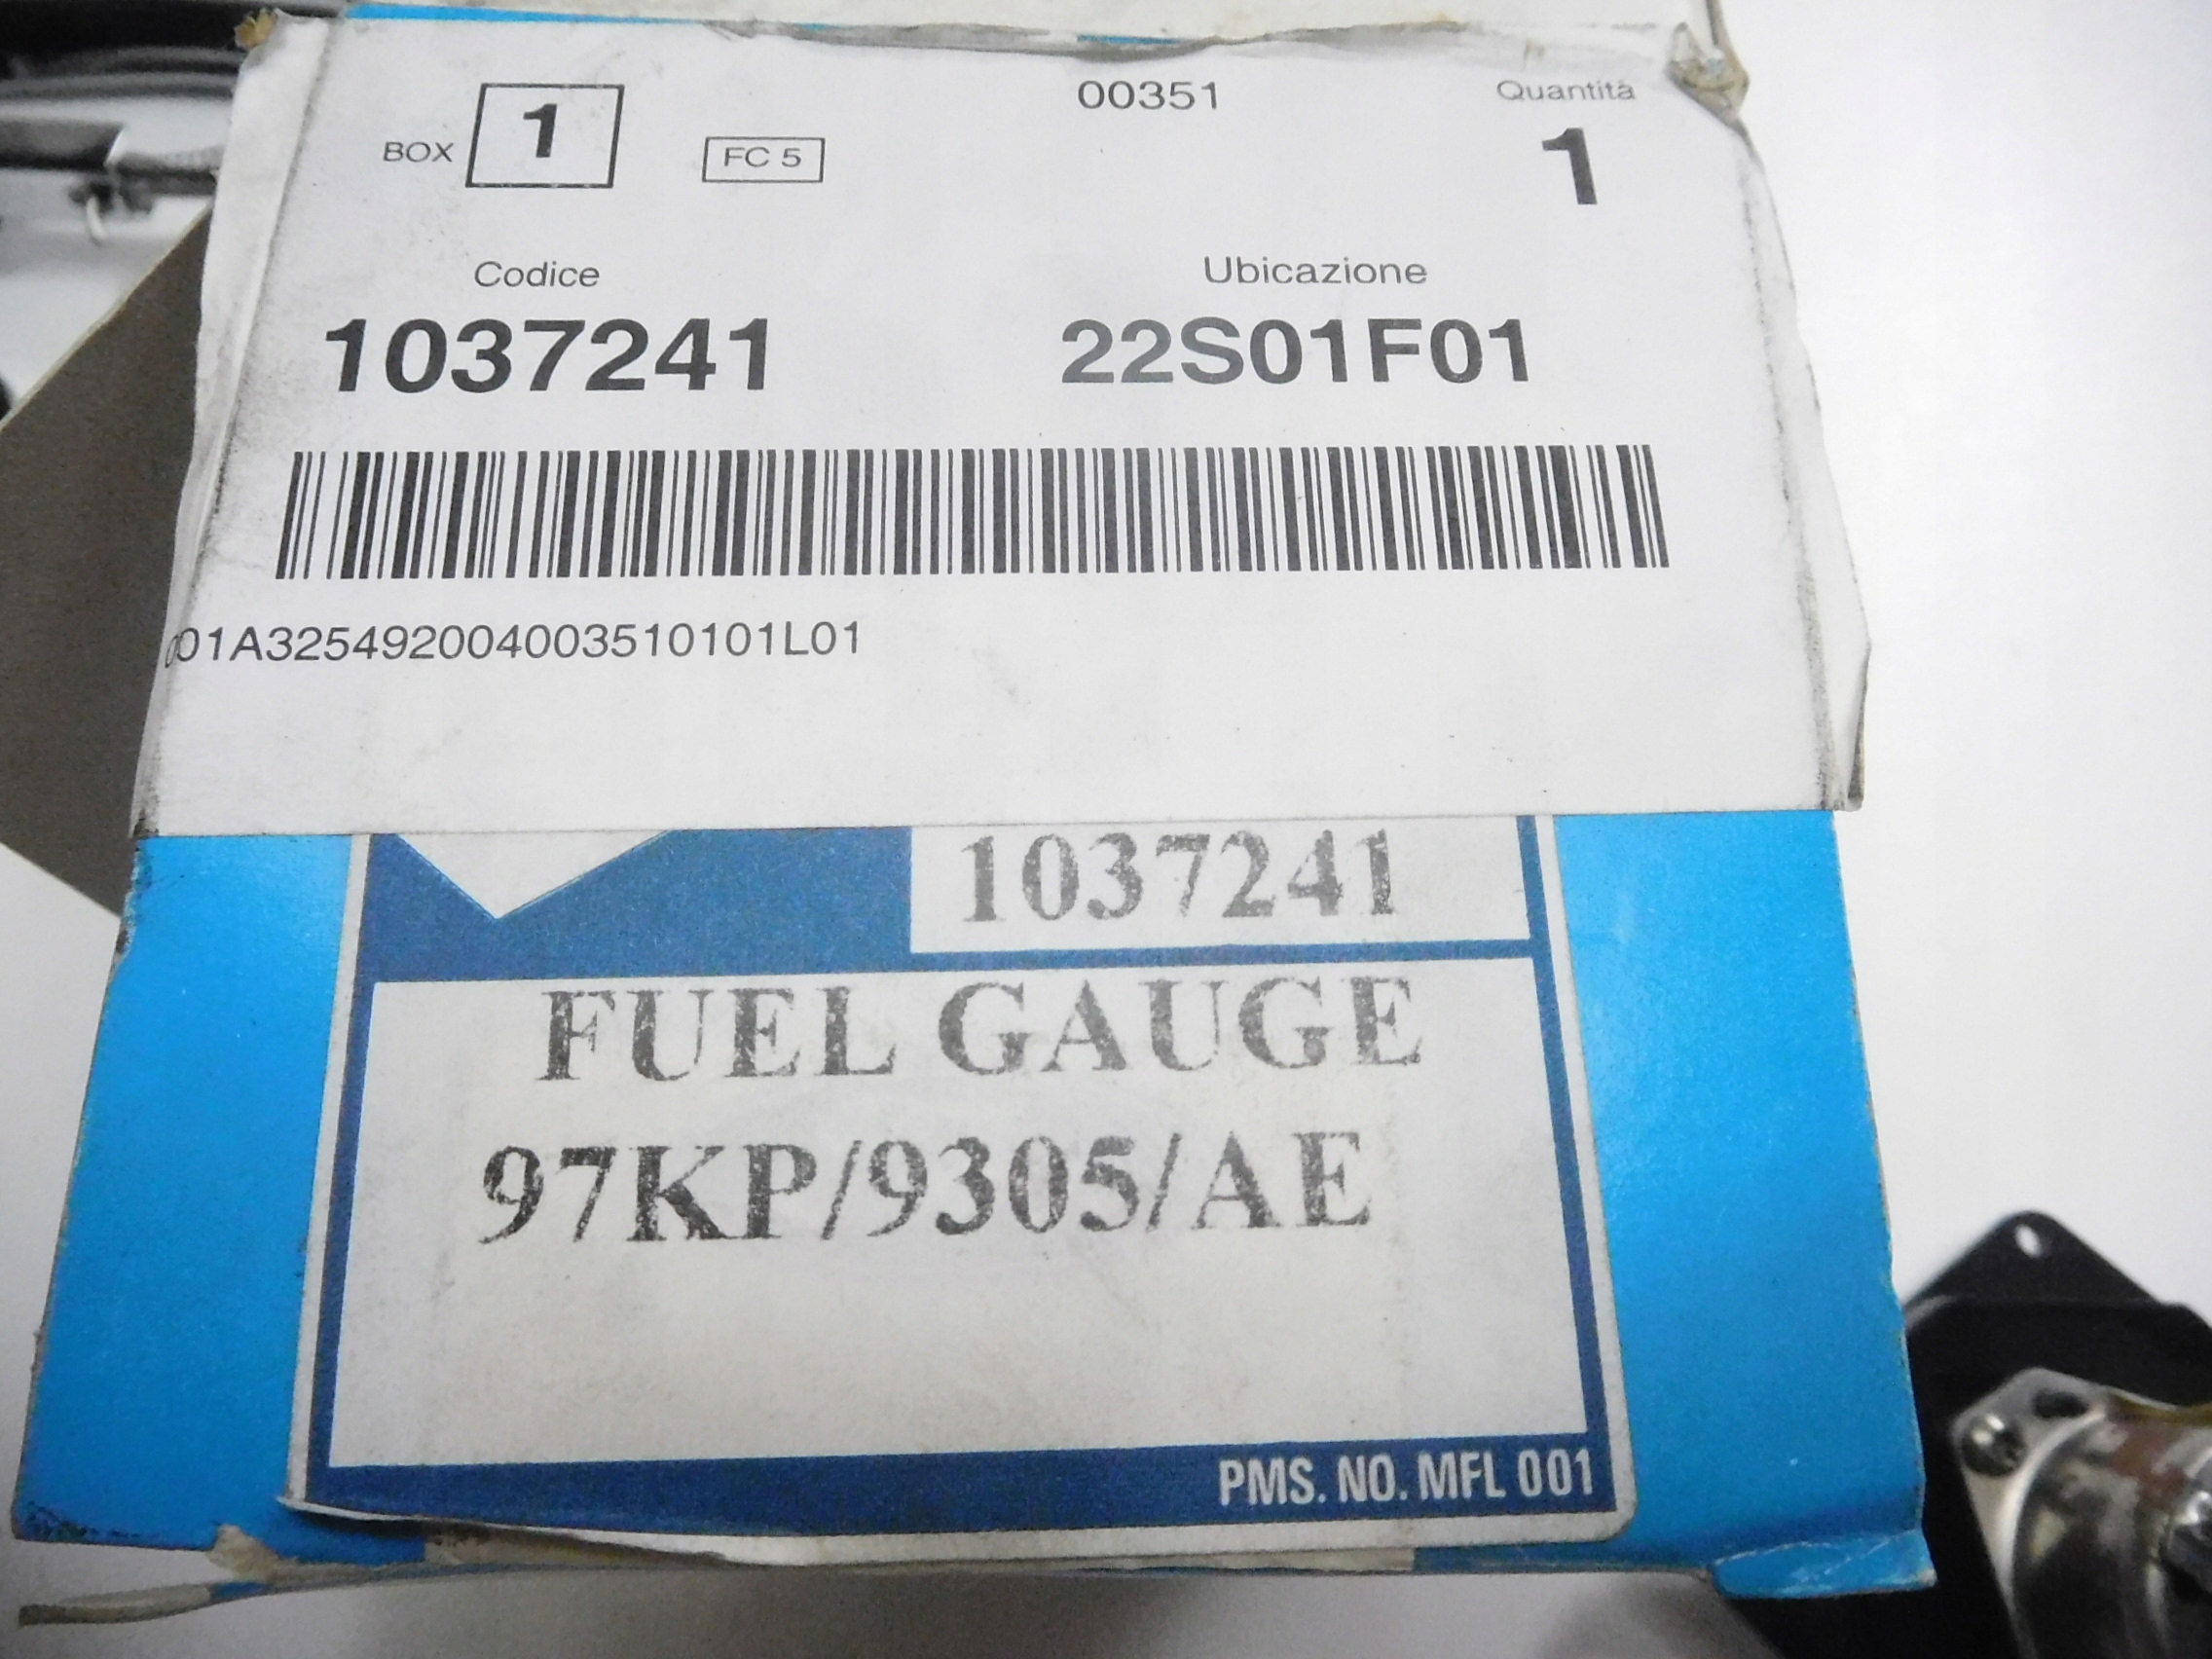 00351
Quantità
BOX 1
FC 5
1
Codice
Ubicazione
1037241
22S01F01
001A325492004003510101L01
1037241
FUEL GAUGE
97KP/9305/AE
PMS. NO. MFL 001